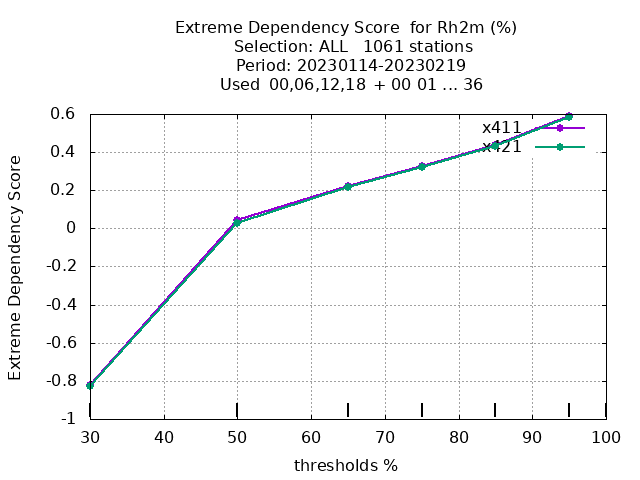 Extreme Dependency Score  for Rh2m (%)
Selection: ALL   1061 stations
Period: 20230114-20230219
Used  00,06,12,18  + 00 01 ... 36
Extreme Dependency Score
0.6
0.4
0.2
0
-0.2
-0.4
-0.6
-0.8
-1
x411
x421
30 40 50 60 70 80 90 100
thresholds %